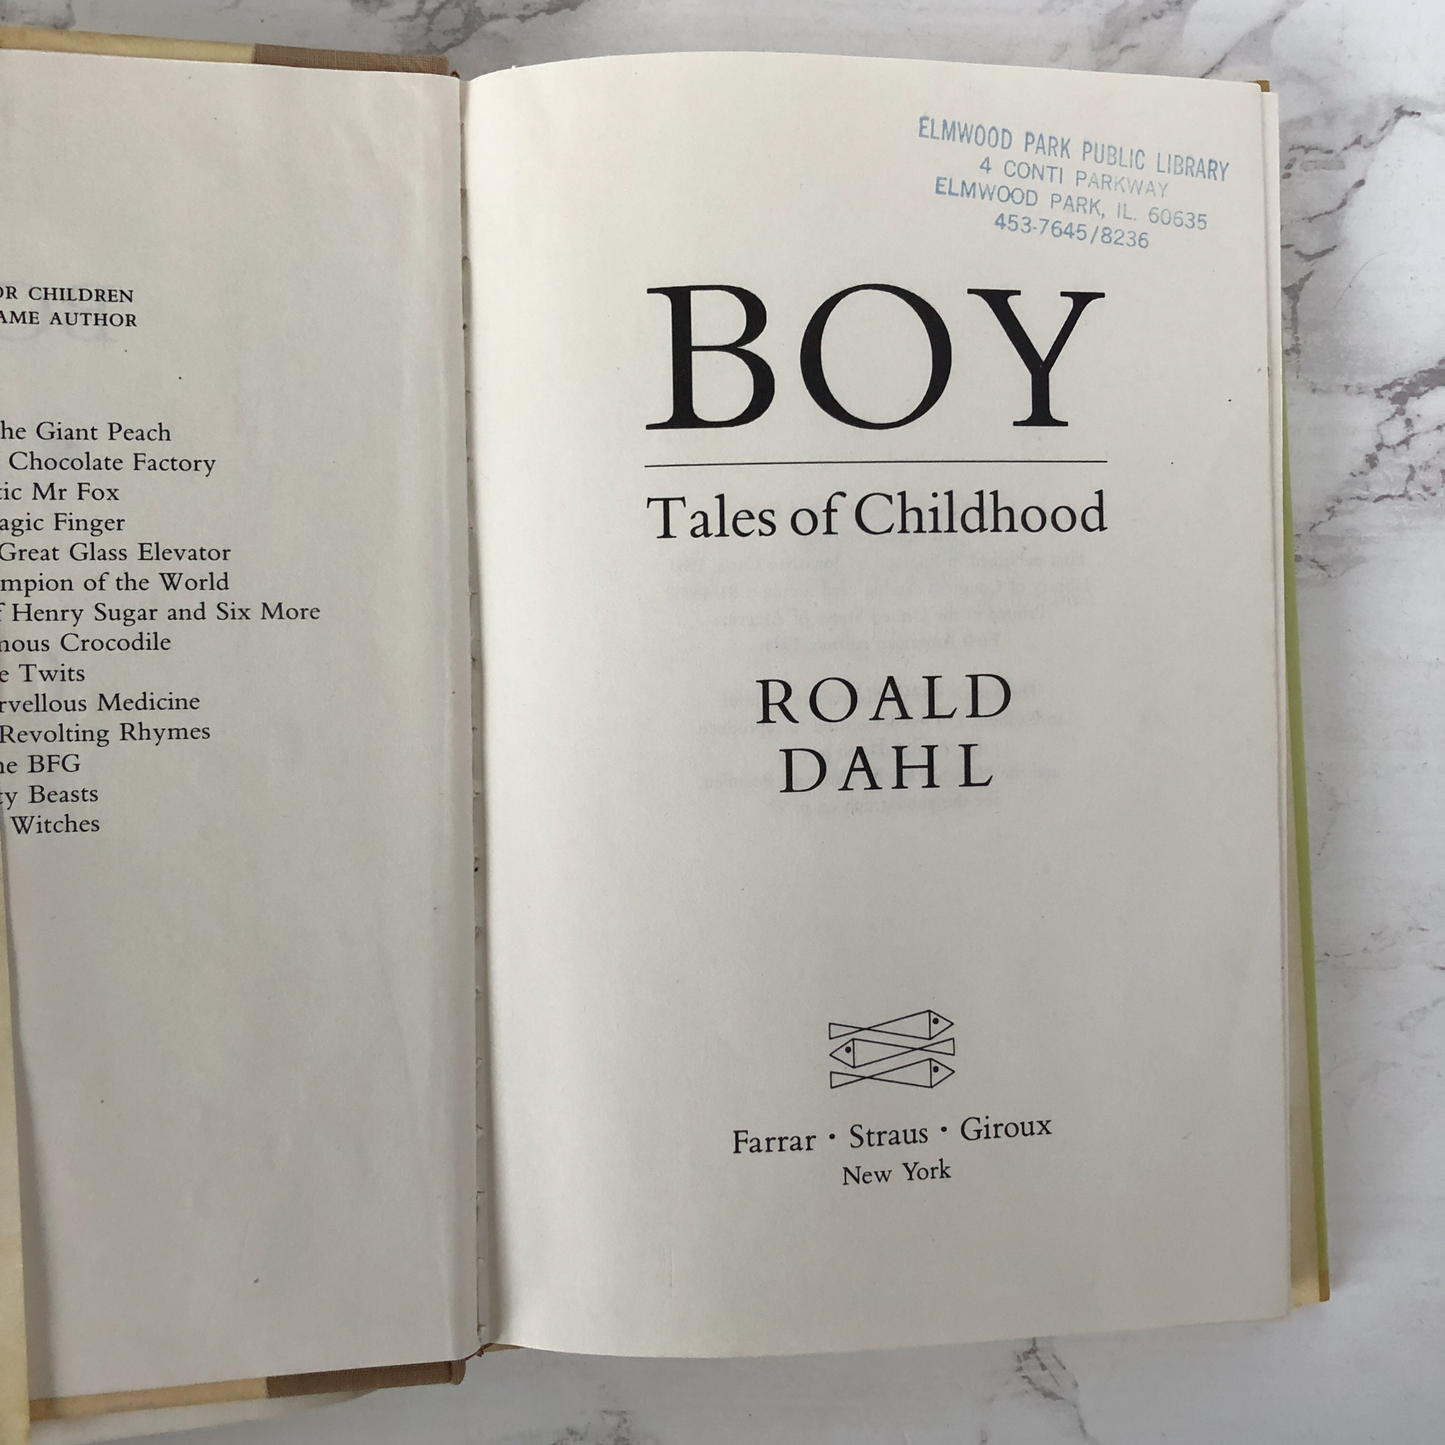 OR CHILDREN
AME AUTHOR
he Giant Peach
Chocolate Factory
tic Mr Fox
agic Finger
Great Glass Elevator
mpion of the World
f Henry Sugar and Six More
mous Crocodile
e Twits
rvellous Medicine
Revolting Rhymes
he BFG
ty Beasts
Witches
ELMWOOD PARK PUBLIC LIBRARY
4 CONTI PARKWAY
ELMWOOD PARK, IL. 60635
453-7645/8236
BOY
Tales of Childhood
ROALD
DAHL
Farrar · Straus · Giroux
New York